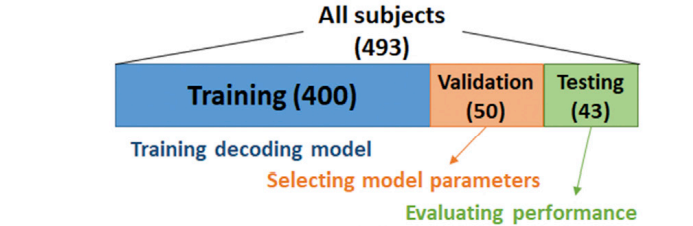 All subjects
(493)
Training (400)
Validation
(50)
Testing
(43)
Training decoding model
Selecting model parameters
Evaluating performance